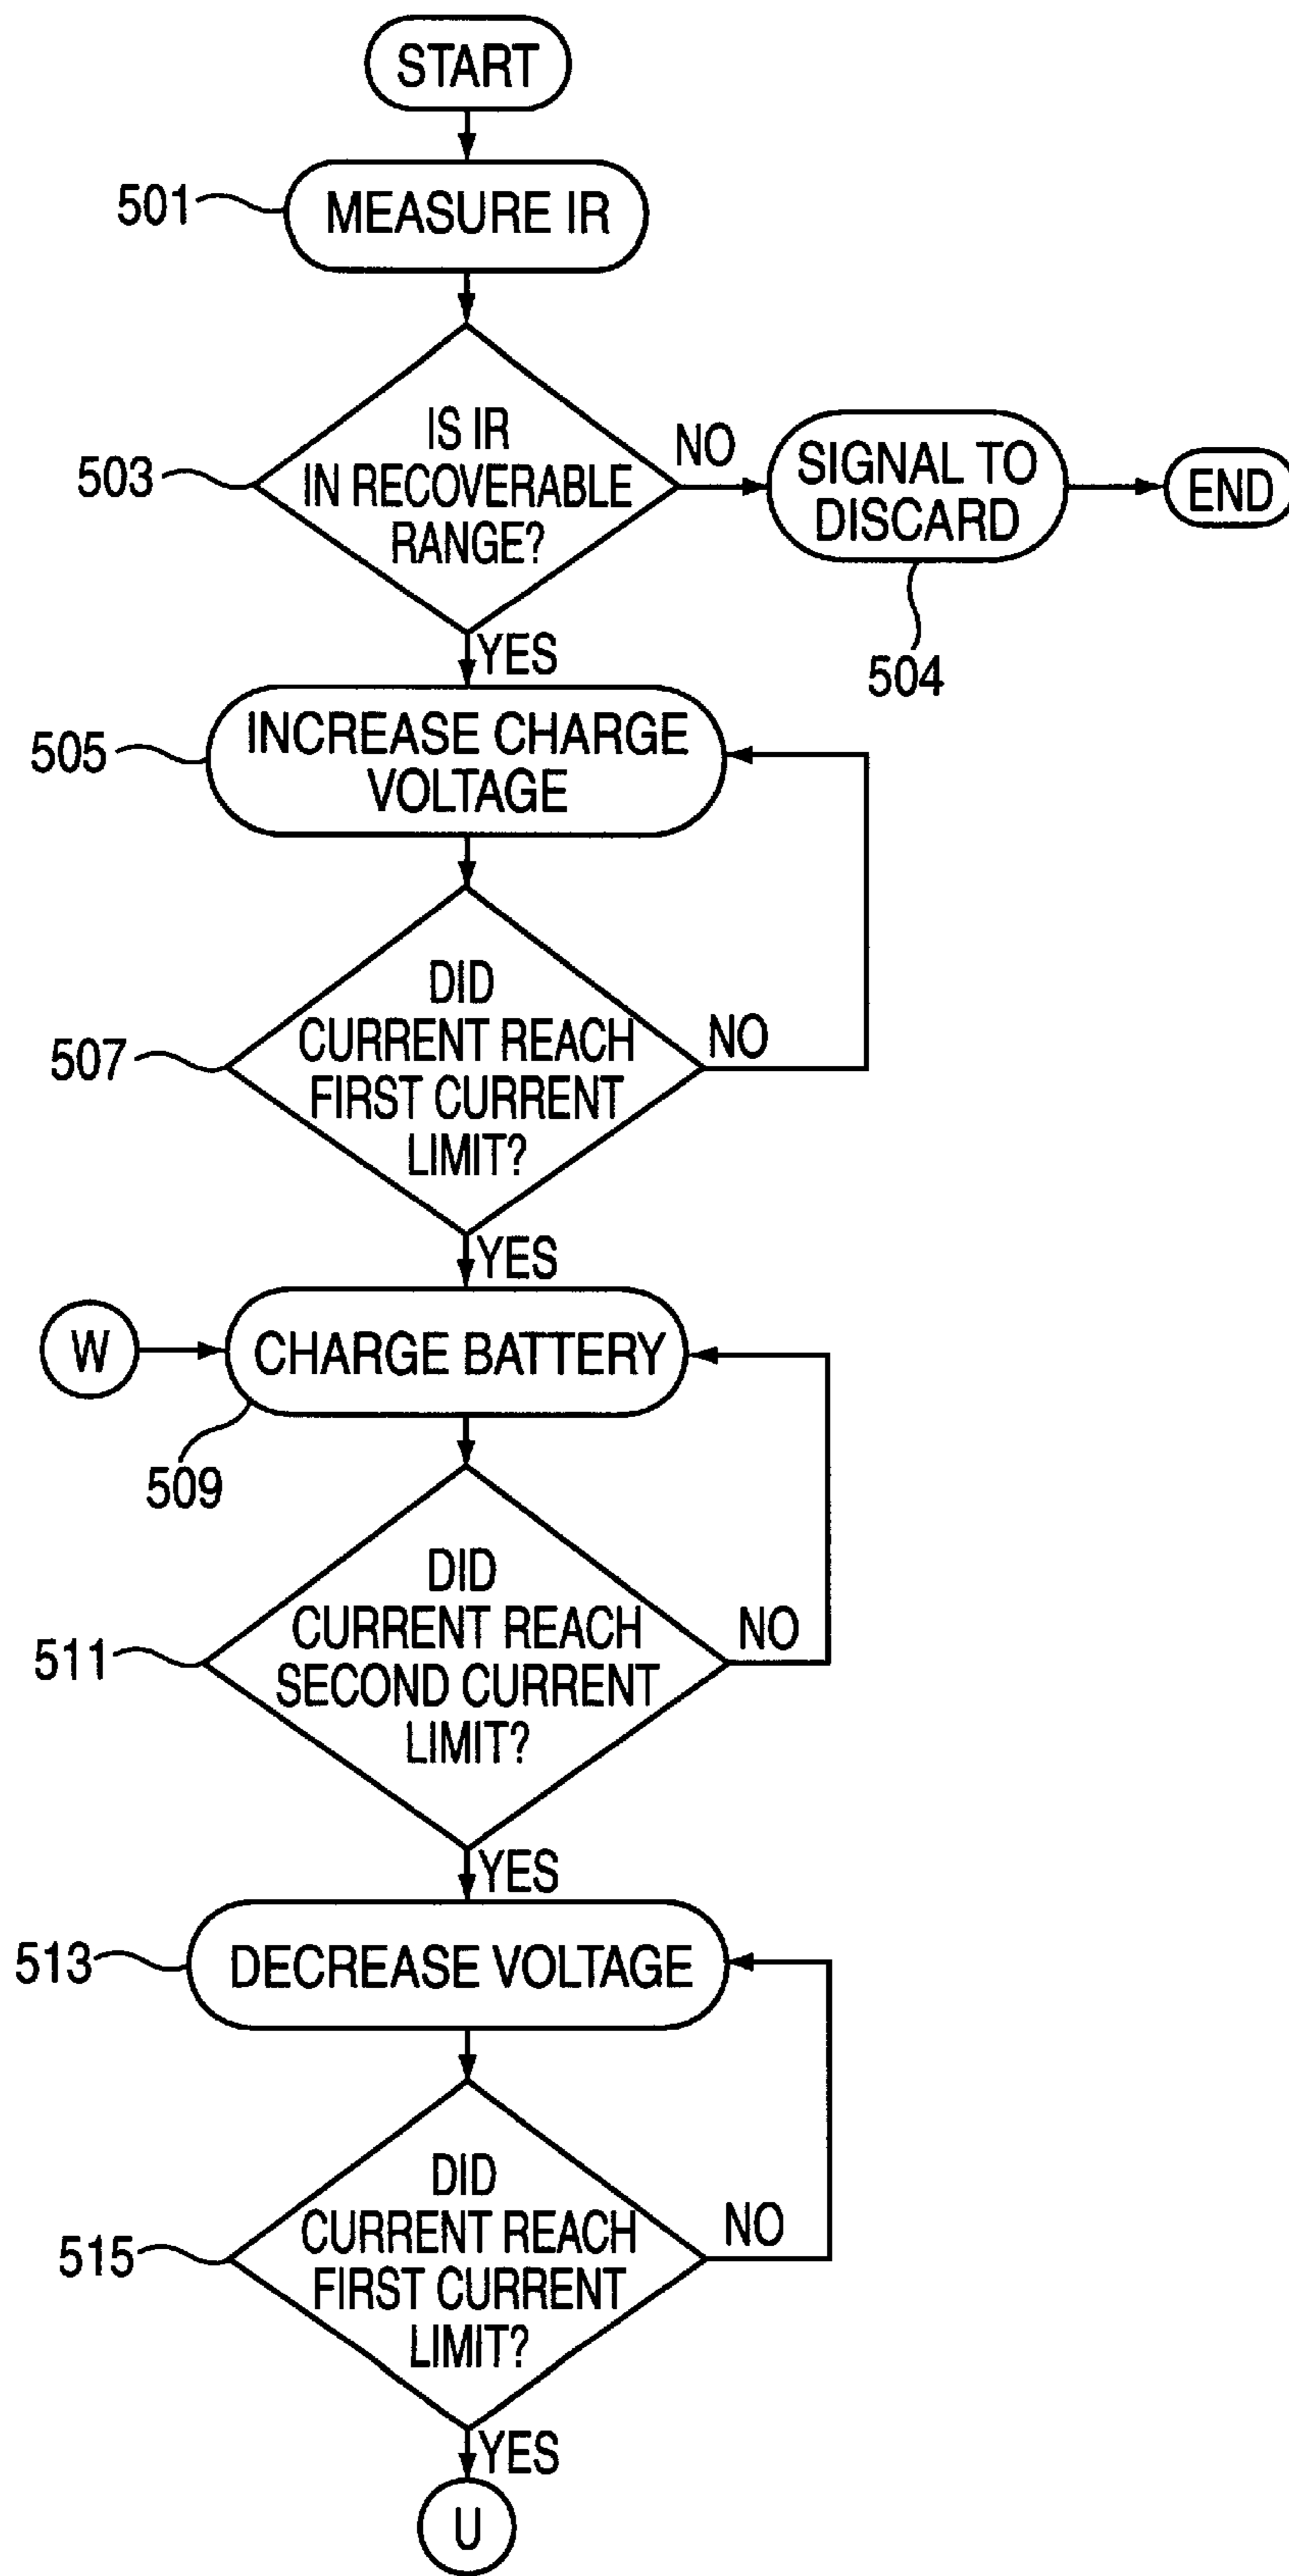 START
501
MEASURE IR
503
IS IR
IN RECOVERABLE
RANGE?
NO
SIGNAL TO
DISCARD
END
504
YES
505
INCREASE CHARGE
VOLTAGE
507
DID
CURRENT REACH
FIRST CURRENT
LIMIT?
NO
YES
W
CHARGE BATTERY
509
511
DID
CURRENT REACH
SECOND CURRENT
LIMIT?
NO
YES
513
DECREASE VOLTAGE
515
DID
CURRENT REACH
FIRST CURRENT
LIMIT?
NO
YES
U